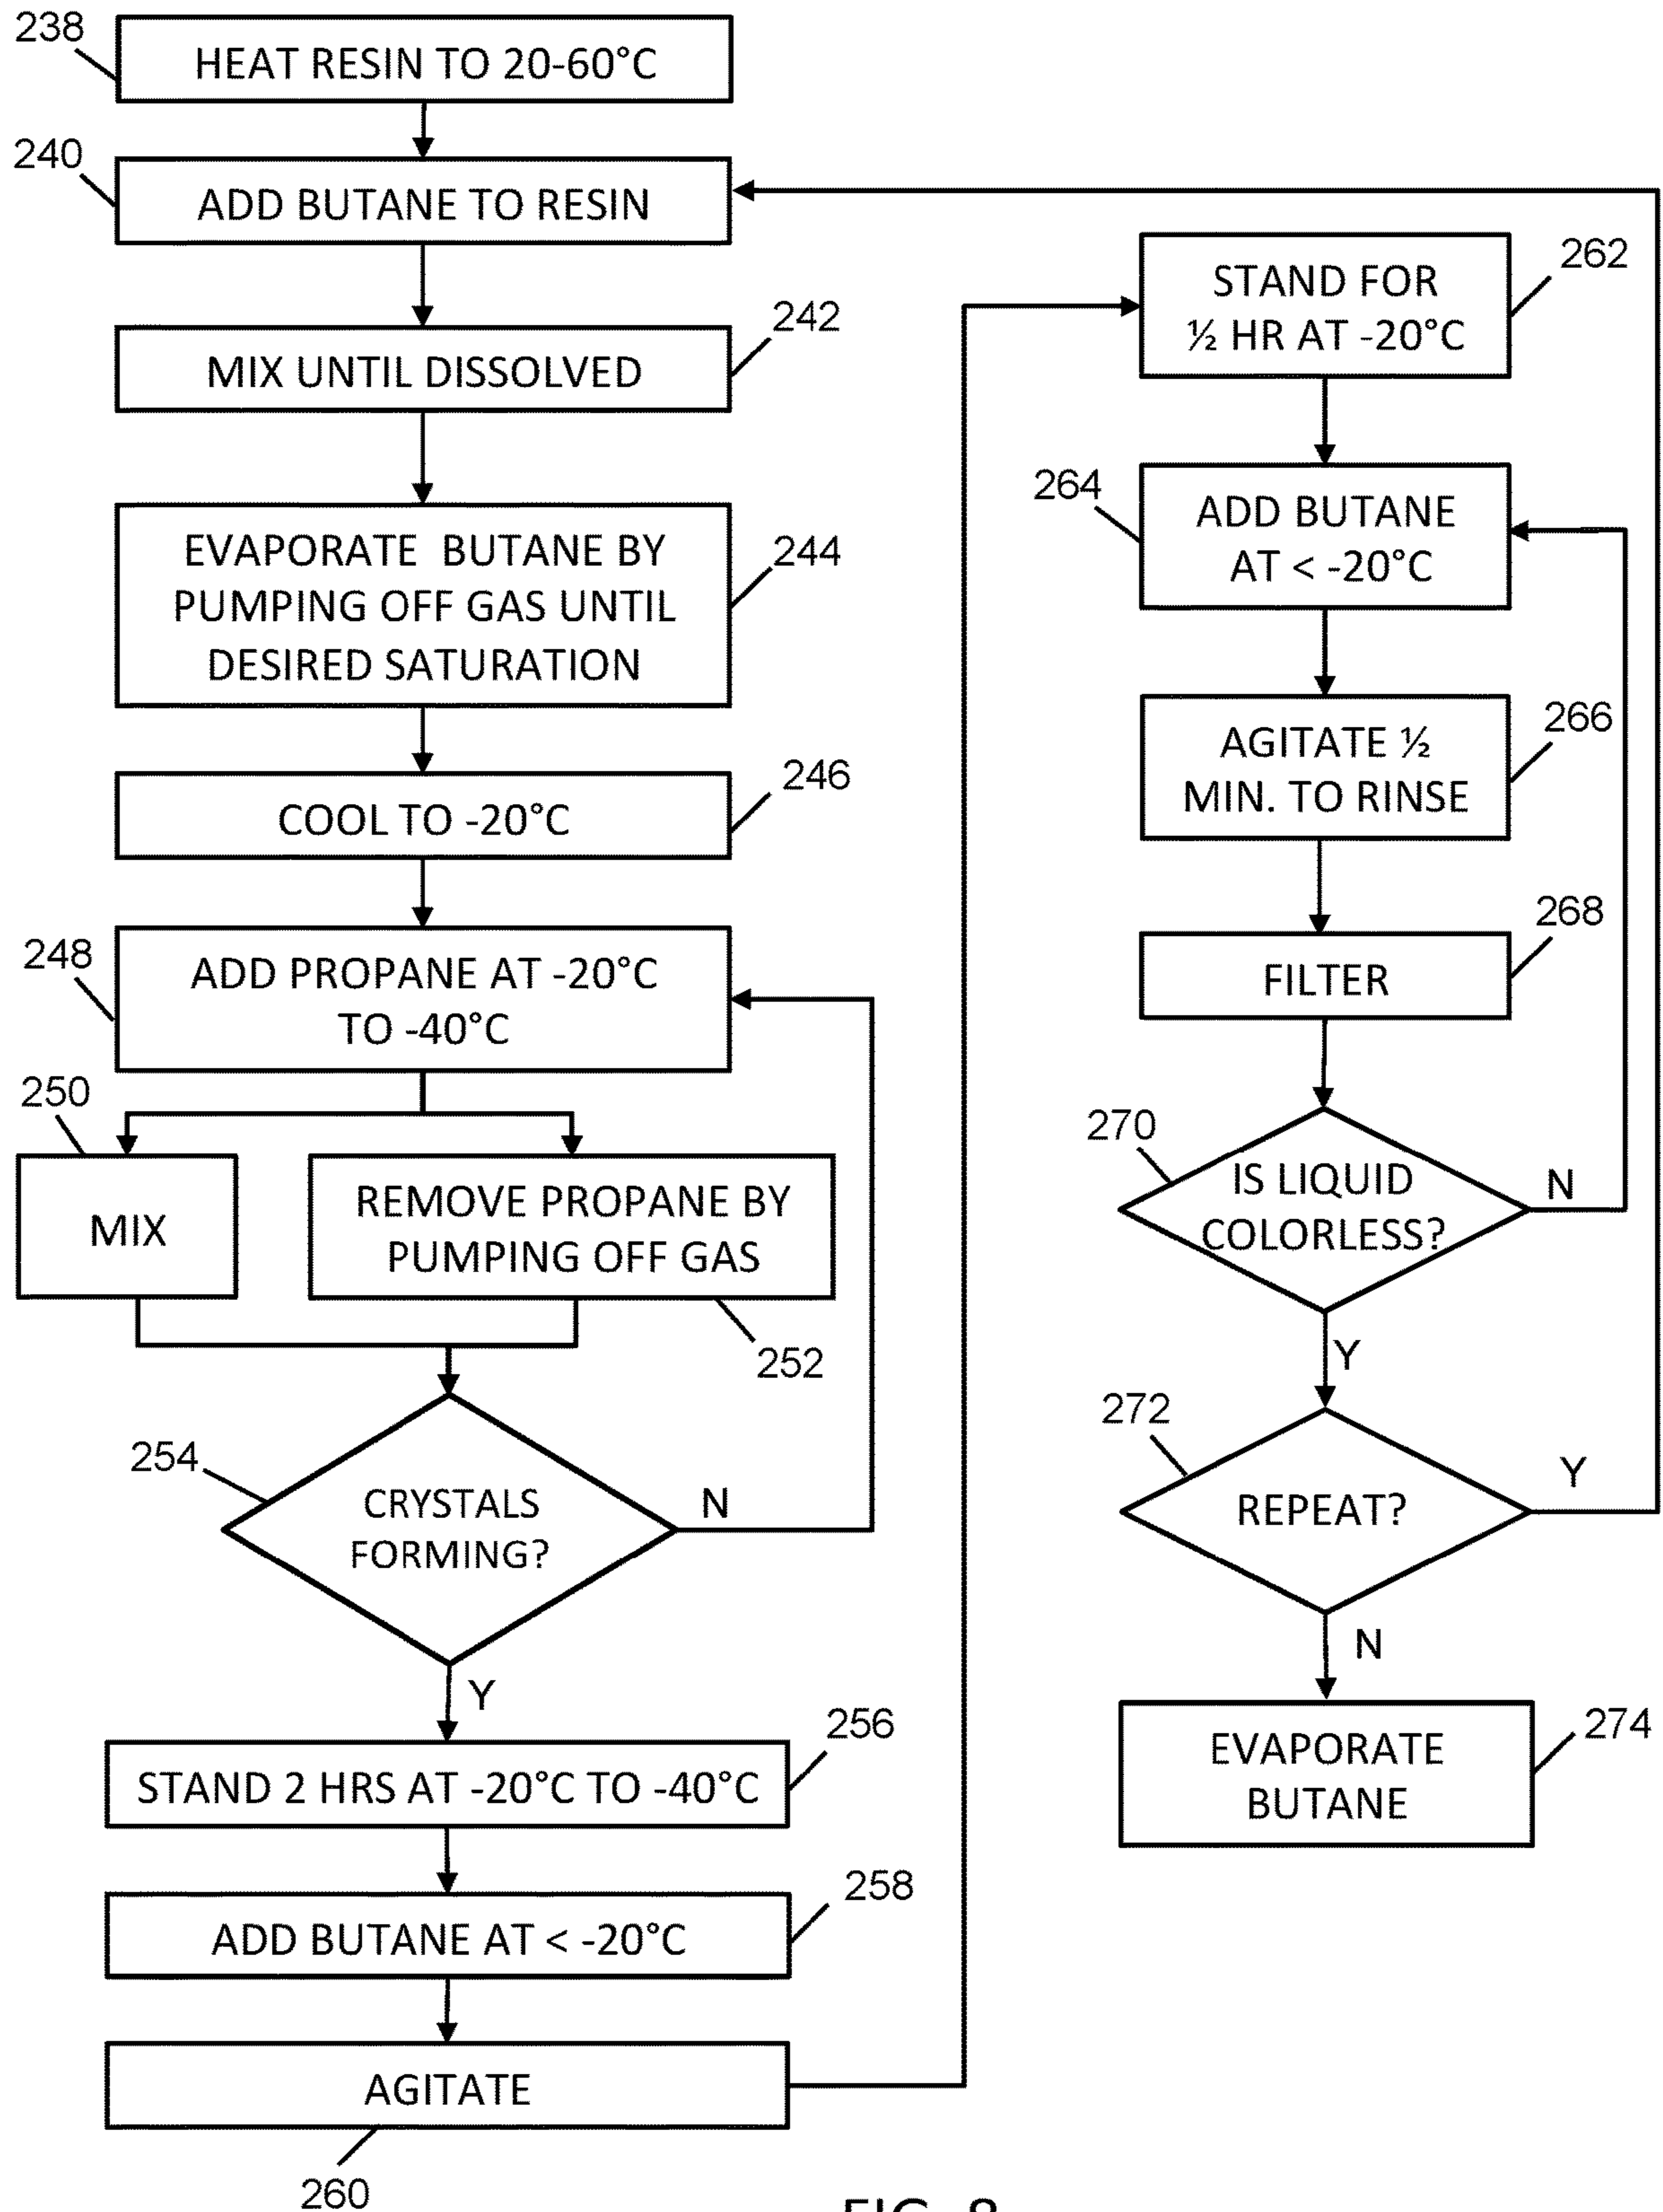 238
HEAT RESIN TO 20-60°C
240
ADD BUTANE TO RESIN
242
MIX UNTIL DISSOLVED
244
EVAPORATE BUTANE BY
PUMPING OFF GAS UNTIL
DESIRED SATURATION
246
COOL TO -20°C
248
ADD PROPANE AT -20°C
TO -40°C
250
MIX
REMOVE PROPANE BY
PUMPING OFF GAS
252
254
CRYSTALS
FORMING?
N
Y
256
STAND 2 HRS AT -20°C TO -40°C
258
ADD BUTANE AT < -20°C
AGITATE
260
262
STAND FOR
½ HR AT -20°C
264
ADD BUTANE
AT < -20°C
266
AGITATE ½
MIN. TO RINSE
268
FILTER
270
IS LIQUID
COLORLESS?
N
Y
272
REPEAT?
Y
N
274
EVAPORATE
BUTANE
FIG. 8